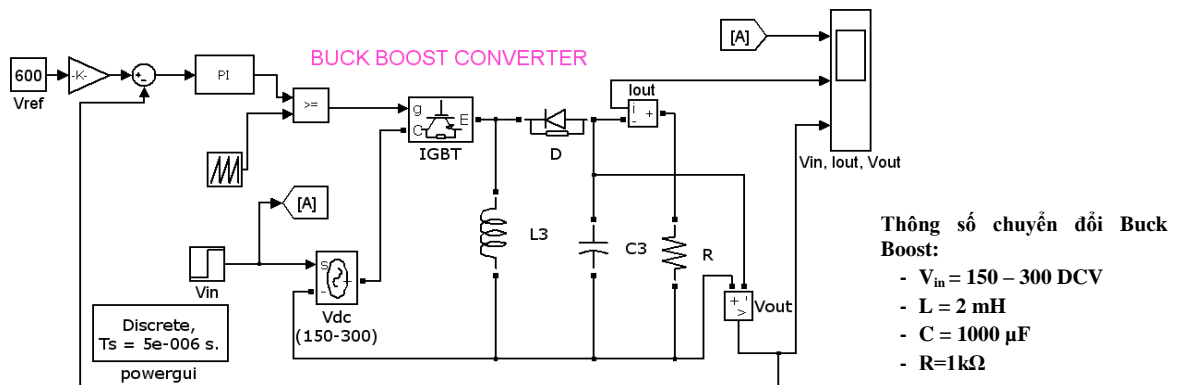 [A]
600
Vref
-K-
PI
>=
BUCK BOOST CONVERTER
Iout
i
+
-
g
C
E
IGBT
D
Vin, Iout, Vout
[A]
L3
C3
R
Vin
s
-
+
Vdc
(150-300)
+
-
v
Vout
Discrete,
Ts = 5e-006 s.
powergui
Thông số chuyển đổi Buck
Boost:
- Vin = 150 – 300 DCV
- L = 2 mH
- C = 1000 µF
- R=1kΩ